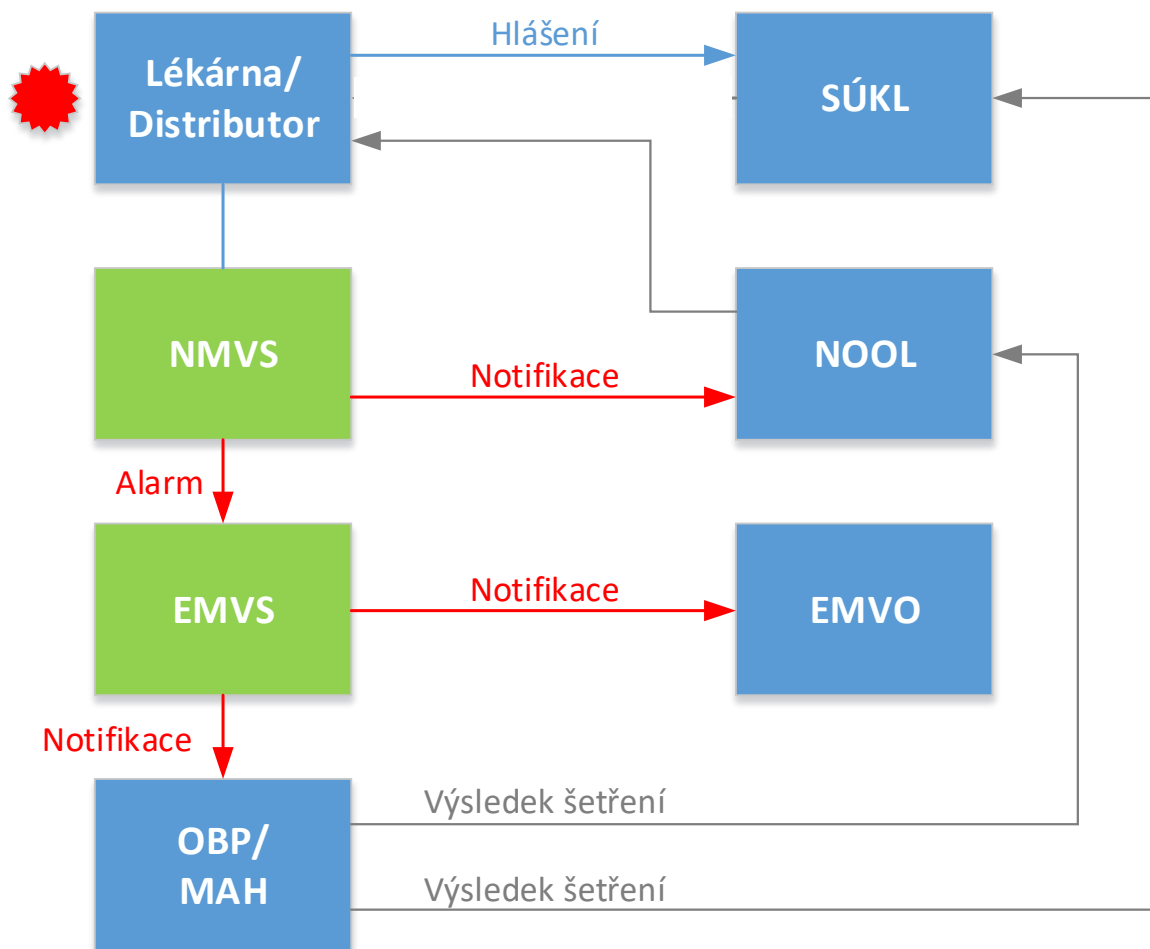 Hlášení
Lékárna/
Distributor
SÚKL
NMVS
Notifikace
NOOL
Alarm
EMVS
Notifikace
EMVO
Notifikace
OBP/
MAH
Výsledek šetření
Výsledek šetření